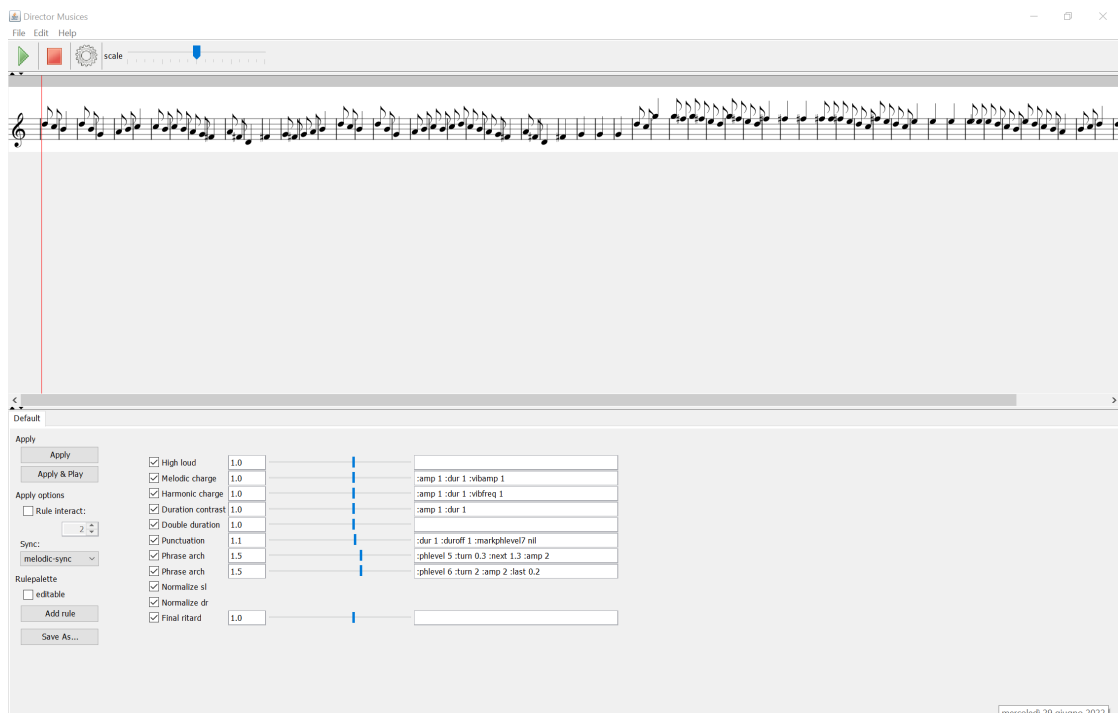 Director Musices
File Edit Help
scale
Default
Apply
Apply
Apply & Play
Apply options
Rule interact:
2
Sync:
melodic-sync
Rulepalette
editable
Add rule
Save As...
High loud 1.0
Melodic charge 1.0 :amp 1 :dur 1 :vibamp 1
Harmonic charge 1.0 :amp 1 :dur 1 :vibfreq 1
Duration contrast 1.0 :amp 1 :dur 1
Double duration 1.0
Punctuation 1.1 :dur 1 :duroff 1 :markphlevel7 nil
Phrase arch 1.5 :phlevel 5 :turn 0.3 :next 1.3 :amp 2
Phrase arch 1.5 :phlevel 6 :turn 2 :amp 2 :last 0.2
Normalize sl
Normalize dr
Final ritard 1.0
mercoledì 29 giugno 2022